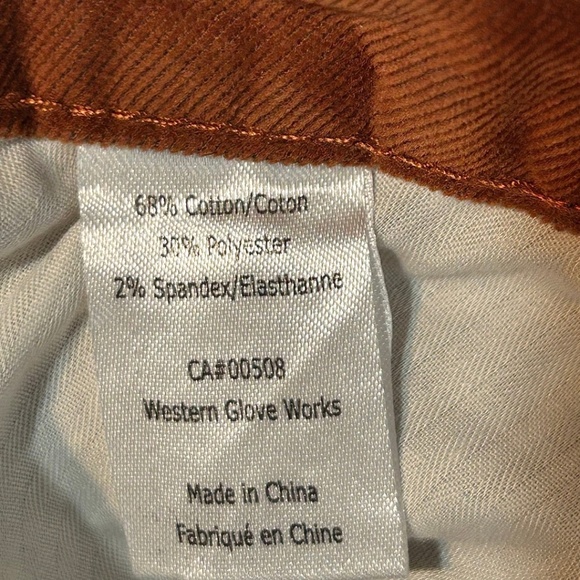 68% Cotton/Coton
30% Polyester
2% Spandex/Elasthanne
CA#00508
Western Glove Works
Made in China
Fabriqué en Chine